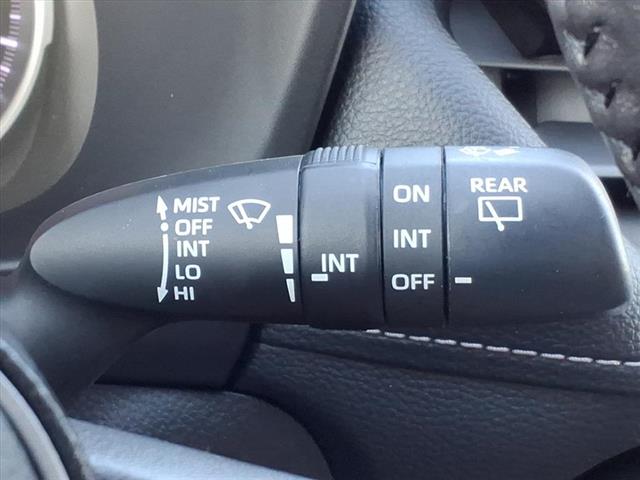 MIST
OFF
INT
LO
HI
INT
ON
INT
OFF
REAR